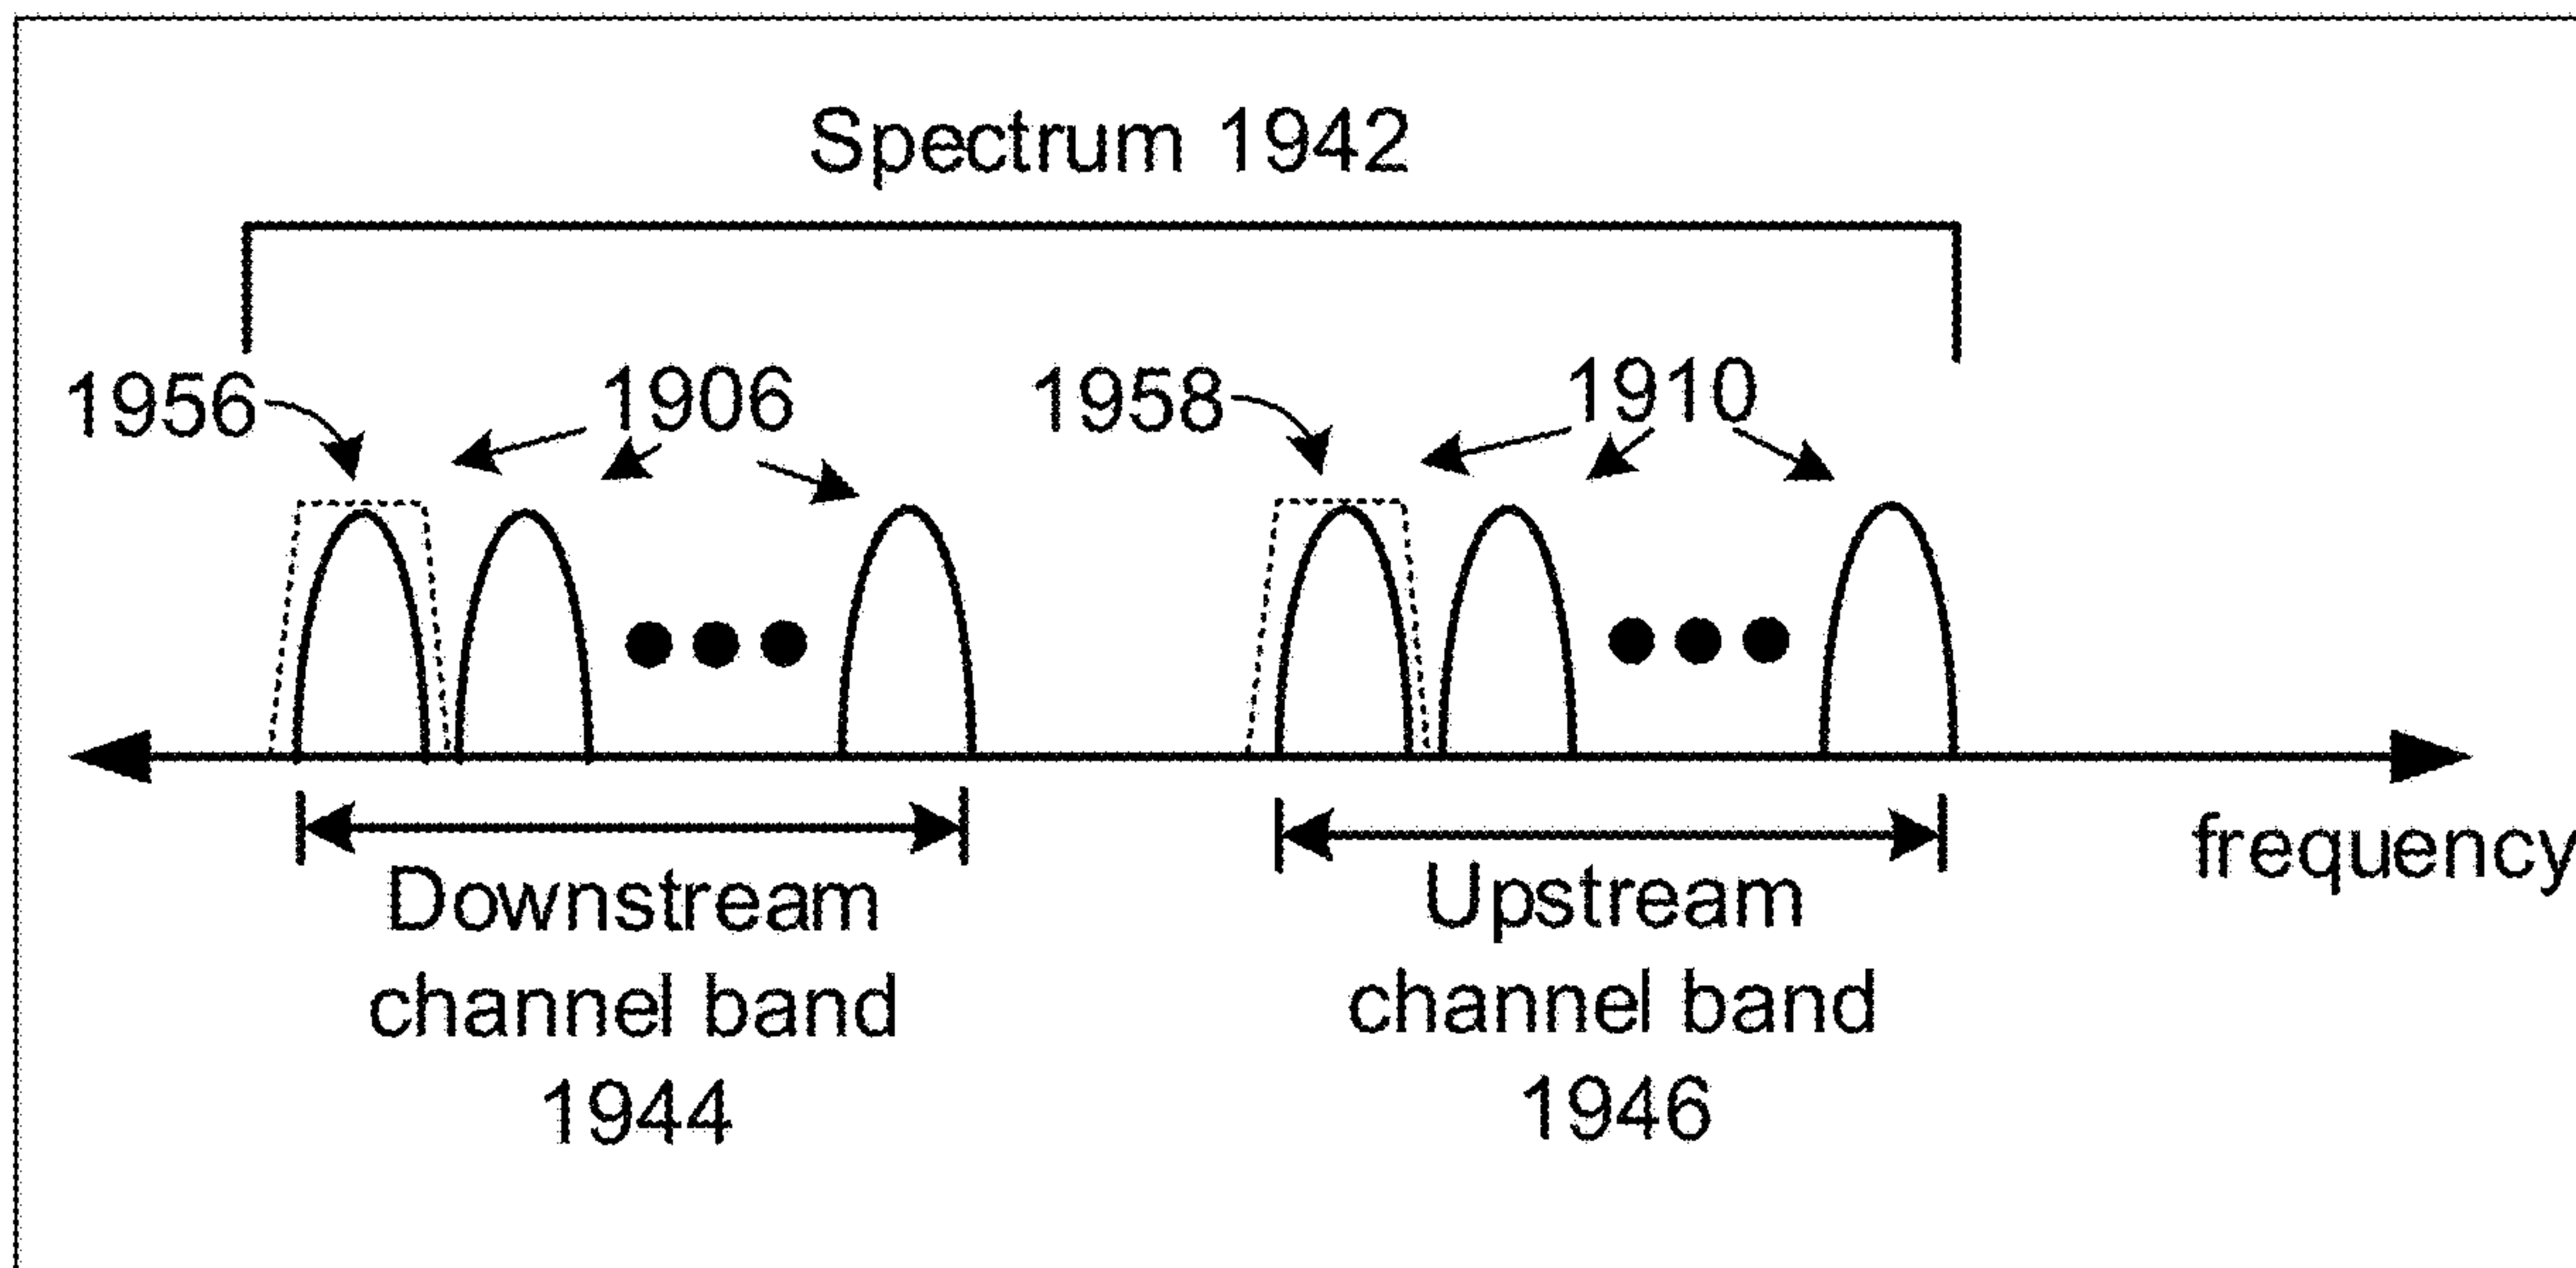 Spectrum 1942
1956
1906
1958
1910
frequency
Downstream
channel band
1944
Upstream
channel band
1946